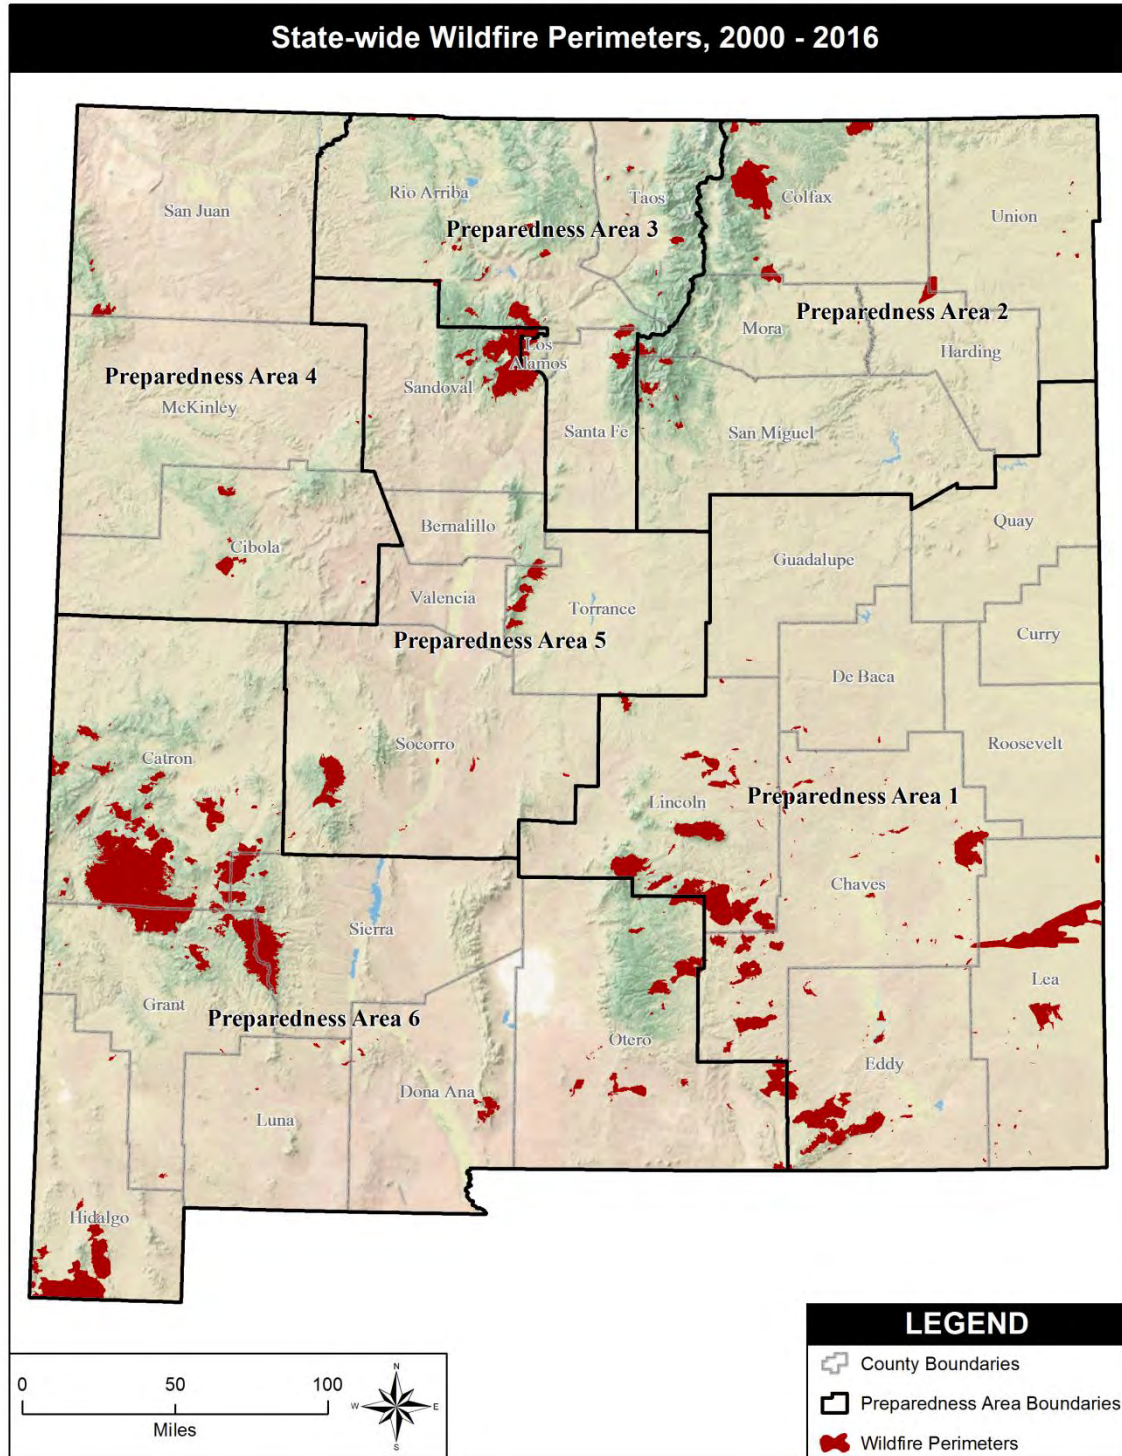 State-wide Wildfire Perimeters, 2000 - 2016
San Juan
Rio Arriba
Taos
Colfax
Union
Preparedness Area 3
Preparedness Area 2
Mora
Harding
Los
Alamos
Preparedness Area 4
McKinley
Sandoval
Santa Fe
San Miguel
Quay
Bernalillo
Cibola
Guadalupe
Valencia
Torrance
Curry
Preparedness Area 5
De Baca
Socorro
Roosevelt
Catron
Lincoln
Preparedness Area 1
Chaves
Sierra
Lea
Grant
Preparedness Area 6
Otero
Eddy
Dona Ana
Luna
Hidalgo
LEGEND
County Boundaries
Preparedness Area Boundaries
Wildfire Perimeters
0 50 100
Miles
N
W E
S